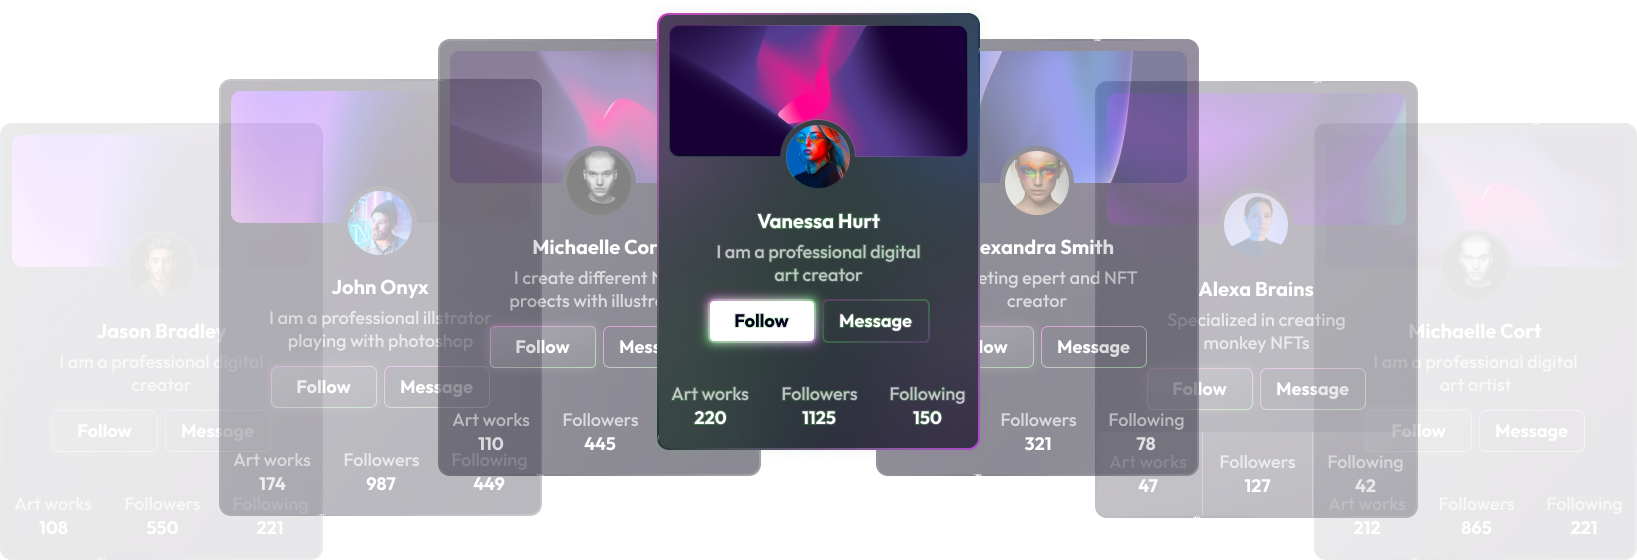 Jason Bradley
I am a professional digital
creator
Follow
Message
Art works
Followers
Following
108
550
221
John Onyx
I am a professional illustrator
playing with photoshop
Follow
Message
Art works
Followers
Following
174
987
449
Michaelle Cor
I create different N
proects with illustr
Follow
Mess
Art works
Followers
110
445
Vanessa Hurt
I am a professional digital
art creator
Follow
Message
Art works
Followers
Following
220
1125
150
exandra Smith
eting epert and NFT
creator
low
Message
Followers
Following
321
78
Alexa Brains
Specialized in creating
monkey NFTs
Follow
Message
Art works
Followers
Following
47
127
42
Michaelle Cort
I am a professional digital
art artist
Follow
Message
Art works
Followers
Following
212
865
221